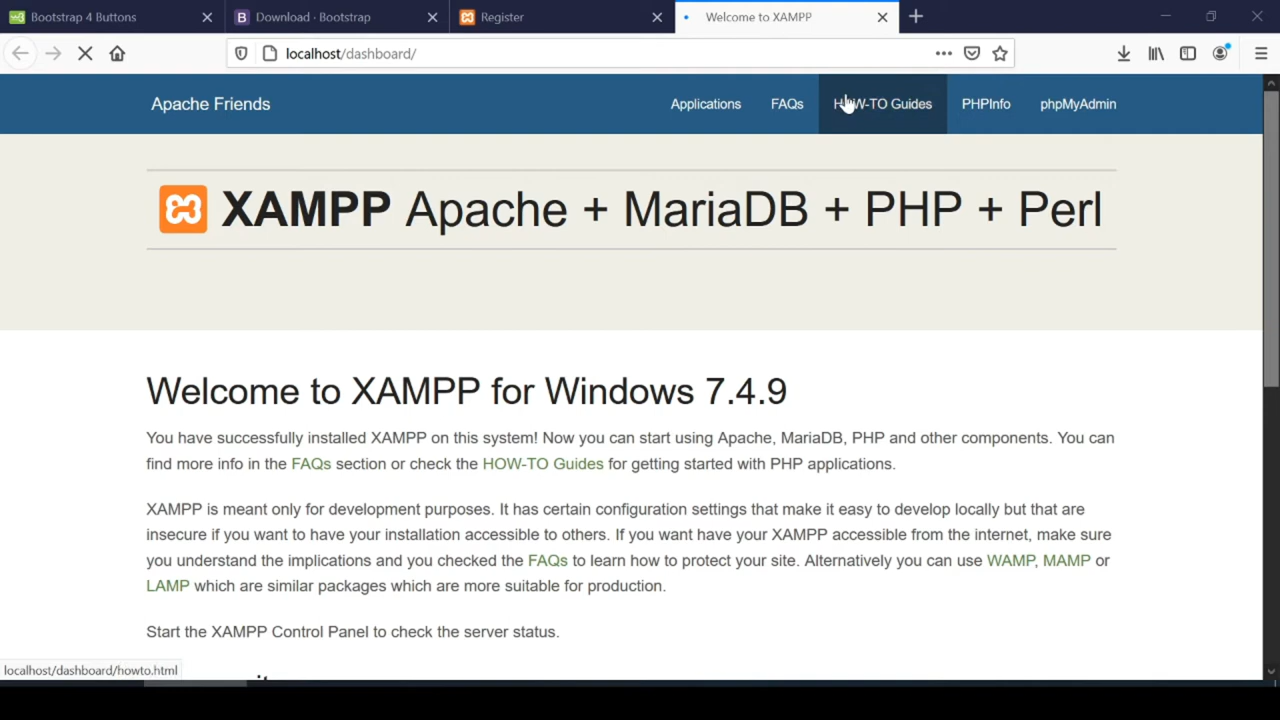 Bootstrap 4 Buttons
Download · Bootstrap
Register
Welcome to XAMPP
localhost/dashboard/
Apache Friends
Applications
FAQs
HOW-TO Guides
PHPInfo
phpMyAdmin
XAMPP Apache + MariaDB + PHP + Perl
Welcome to XAMPP for Windows 7.4.9
You have successfully installed XAMPP on this system! Now you can start using Apache, MariaDB, PHP and other components. You can
find more info in the FAQs section or check the HOW-TO Guides for getting started with PHP applications.
XAMPP is meant only for development purposes. It has certain configuration settings that make it easy to develop locally but that are
insecure if you want to have your installation accessible to others. If you want have your XAMPP accessible from the internet, make sure
you understand the implications and you checked the FAQs to learn how to protect your site. Alternatively you can use WAMP, MAMP or
LAMP which are similar packages which are more suitable for production.
Start the XAMPP Control Panel to check the server status.
localhost/dashboard/howto.html